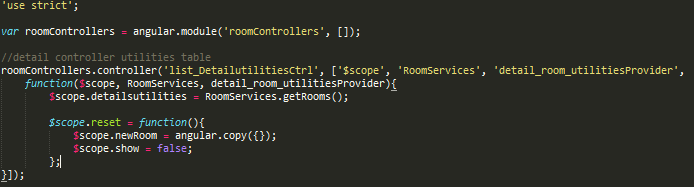 'use strict';
var roomControllers = angular.module('roomControllers', []);
//detail controller utilities table
roomControllers.controller('list_DetailutilitiesCtrl', ['$scope', 'RoomServices', 'detail_room_utilitiesProvider',
function($scope, RoomServices, detail_room_utilitiesProvider){
$scope.detailsutilities = RoomServices.getRooms();
$scope.reset = function(){
$scope.newRoom = angular.copy({});
$scope.show = false;
};
}]);